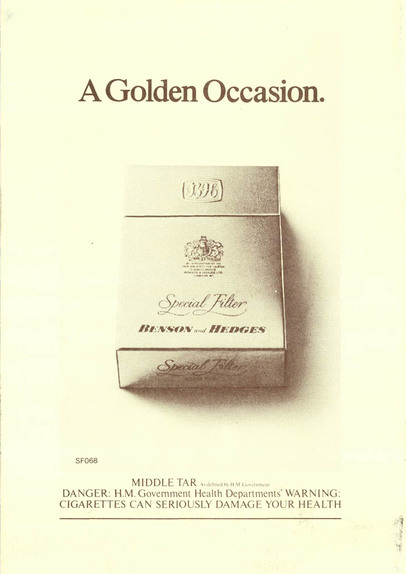 A Golden Occasion.
B&H
Special Filter
BENSON and HEDGES
Special Filter
SF068
MIDDLE TAR As defined by H.M. Government
DANGER: H.M. Government Health Departments' WARNING:
CIGARETTES CAN SERIOUSLY DAMAGE YOUR HEALTH